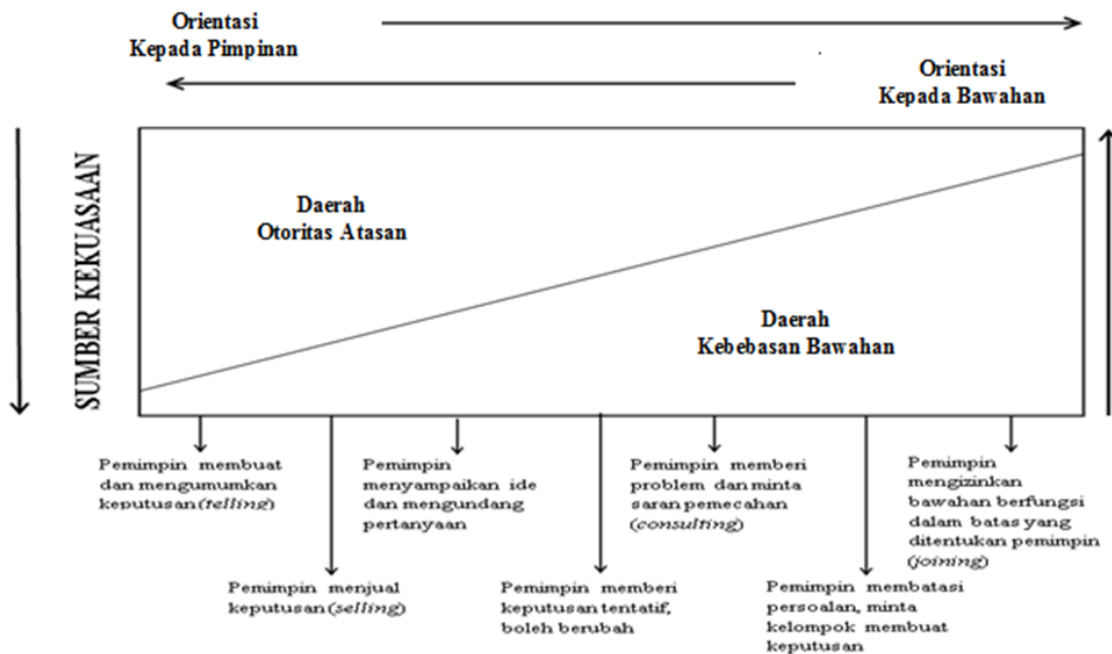 Orientasi
Kepada Pimpinan
Orientasi
Kepada Bawahan
SUMBER KEKUASAAN
Daerah
Otoritas Atasan
Daerah
Kebebasan Bawahan
Pemimpin membuat
dan mengumumkan
keputusan (telling)
Pemimpin menjual
keputusan (selling)
Pemimpin
menyampaikan ide
dan mengundang
pertanyaan
Pemimpin memberi
keputusan tentatif,
boleh berubah
Pemimpin memberi
problem dan minta
saran pemecahan
(consulting)
Pemimpin membatasi
persoalan, minta
kelompok membuat
keputusan
Pemimpin
mengizinkan
bawahan berfungsi
dalam batas yang
ditentukan pemimpin
(joining)